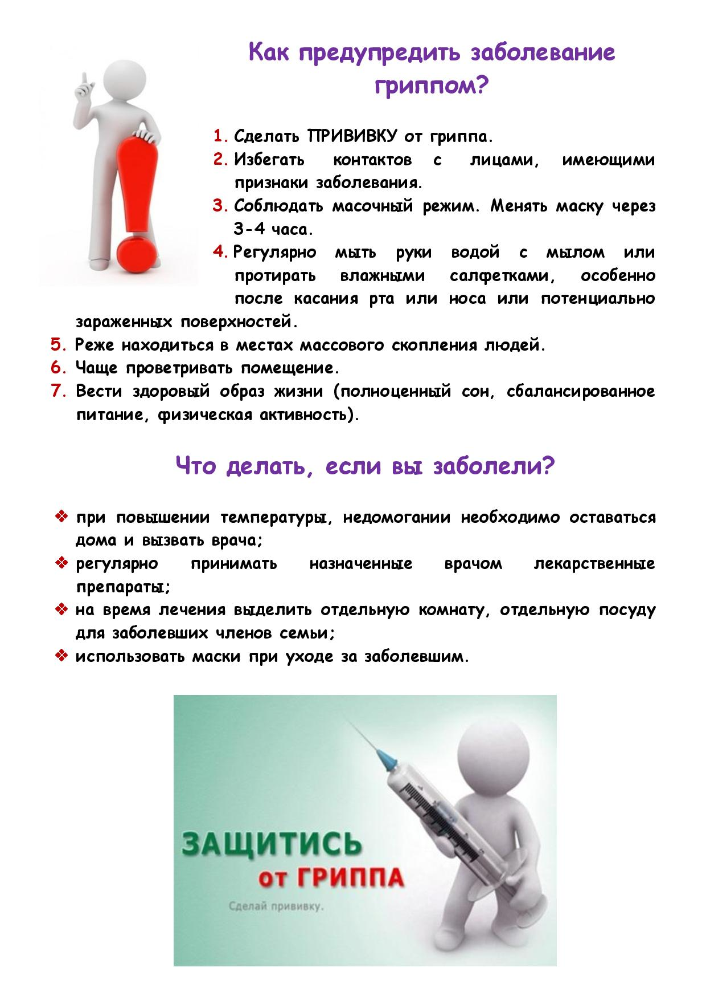 Как предупредить заболевание
гриппом?
1. Сделать ПРИВИВКУ от гриппа.
2. Избегать контактов с лицами, имеющими
признаки заболевания.
3. Соблюдать масочный режим. Менять маску через
3-4 часа.
4. Регулярно мыть руки водой с мылом или
протирать влажными салфетками, особенно
после касания рта или носа или потенциально
зараженных поверхностей.
5. Реже находиться в местах массового скопления людей.
6. Чаще проветривать помещение.
7. Вести здоровый образ жизни (полноценный сон, сбалансированное
питание, физическая активность).
Что делать, если вы заболели?
❖ при повышении температуры, недомогании необходимо оставаться
дома и вызвать врача;
❖ регулярно принимать назначенные врачом лекарственные
препараты;
❖ на время лечения выделить отдельную комнату, отдельную посуду
для заболевших членов семьи;
❖ использовать маски при уходе за заболевшим.
ЗАЩИТИСЬ
от ГРИППА
Сделай прививку.